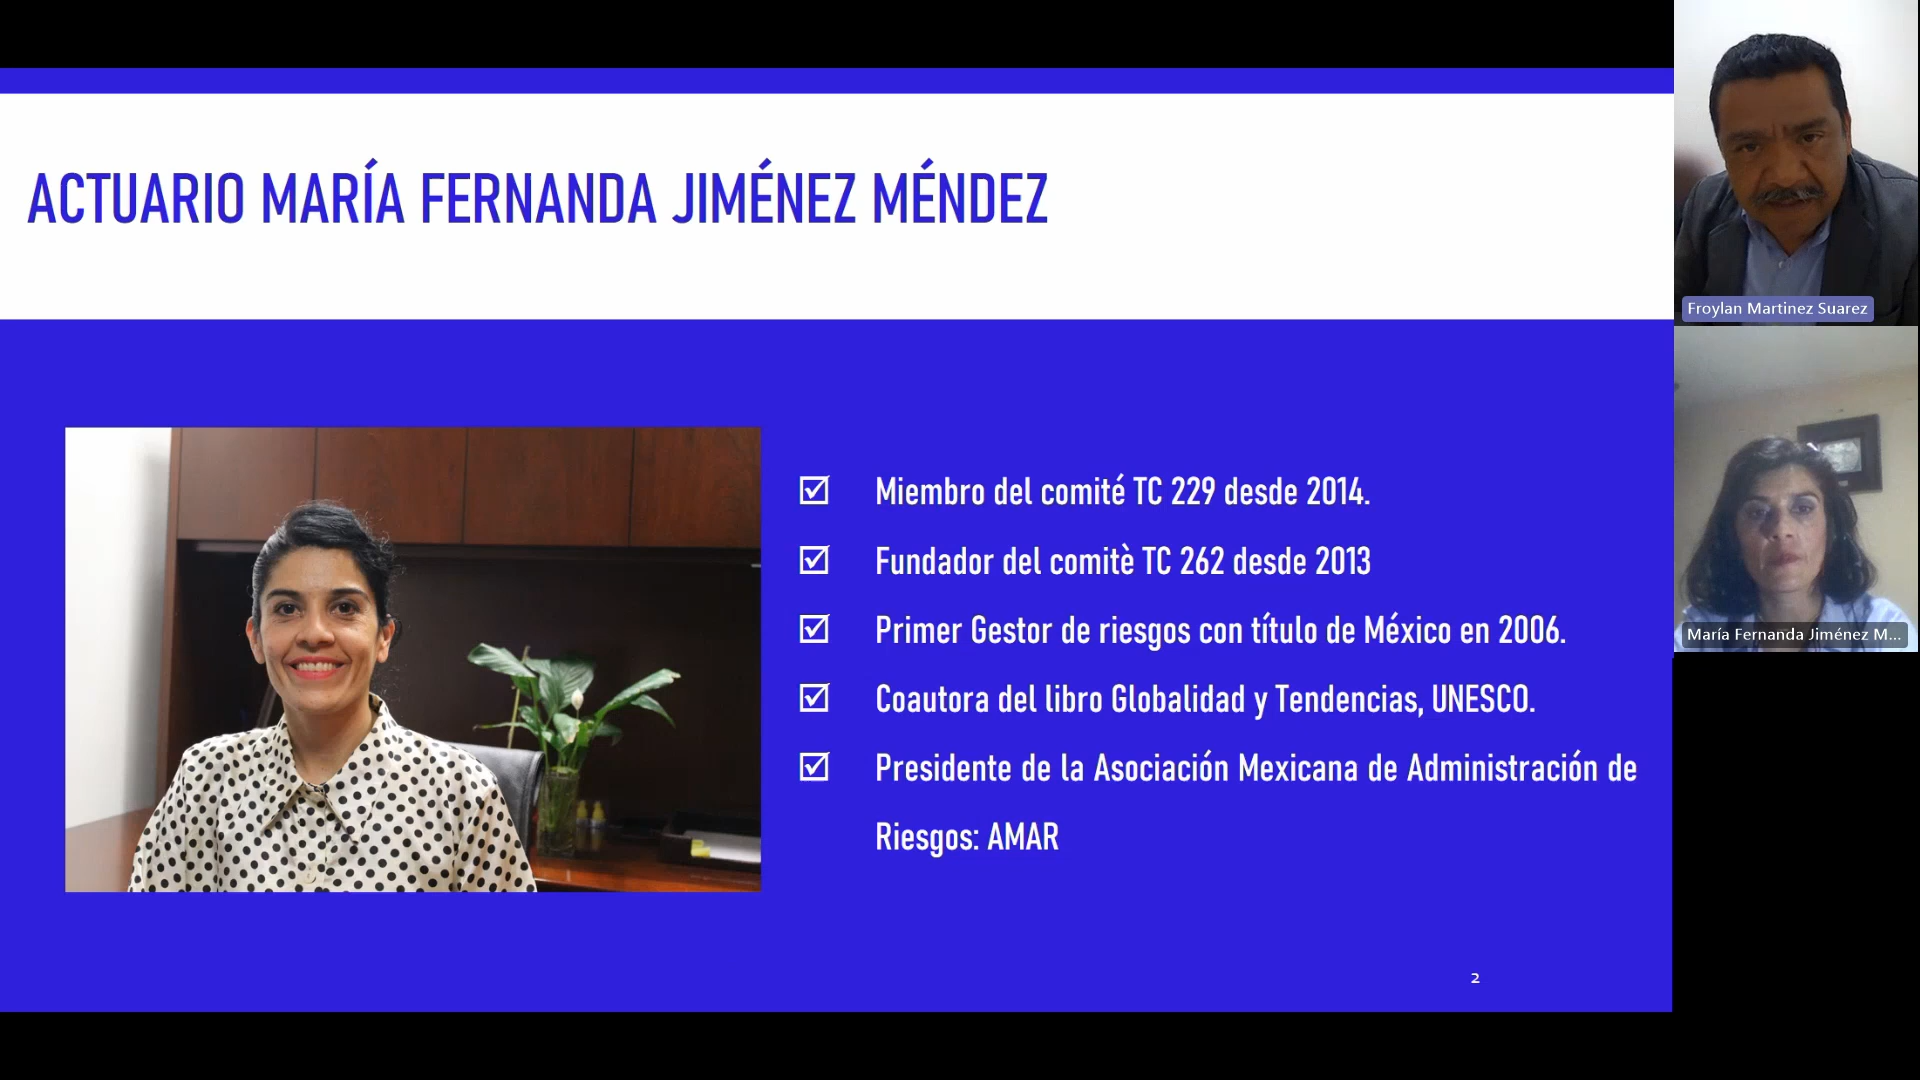 ACTUARIO MARÍA FERNANDA JIMÉNEZ MÉNDEZ
Miembro del comité TC 229 desde 2014.
Fundador del comitè TC 262 desde 2013
Primer Gestor de riesgos con título de México en 2006.
Coautora del libro Globalidad y Tendencias, UNESCO.
Presidente de la Asociación Mexicana de Administración de
Riesgos: AMAR
2
Froylan Martinez Suarez
María Fernanda Jiménez M...